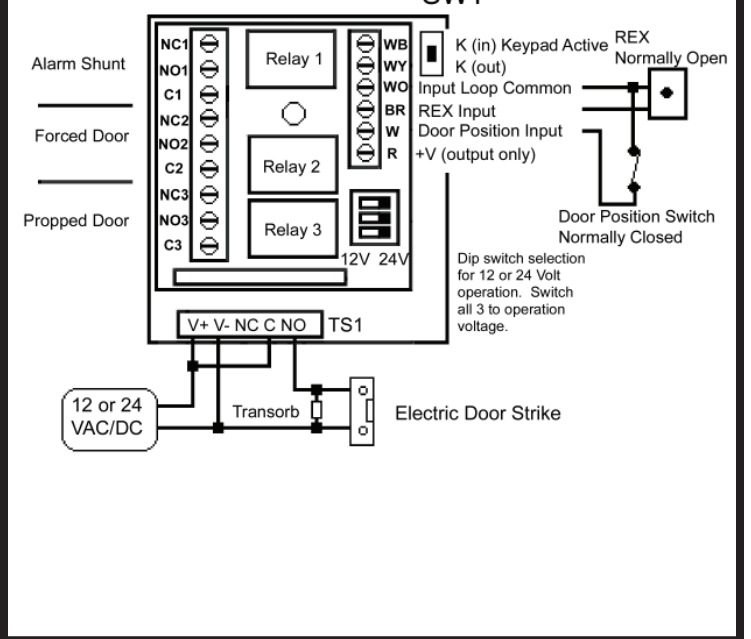 Alarm Shunt
Forced Door
Propped Door
NC1
NO1
C1
NC2
NO2
C2
NC3
NO3
C3
Relay 1
Relay 2
Relay 3
WB
WY
WO
BR
W
R
K (in) Keypad Active
K (out)
Input Loop Common
REX Input
Door Position Input
+V (output only)
REX
Normally Open
Door Position Switch
Normally Closed
12V 24V
Dip switch selection
for 12 or 24 Volt
operation. Switch
all 3 to operation
voltage.
V+ V- NC C NO
TS1
12 or 24
VAC/DC
Transorb
Electric Door Strike